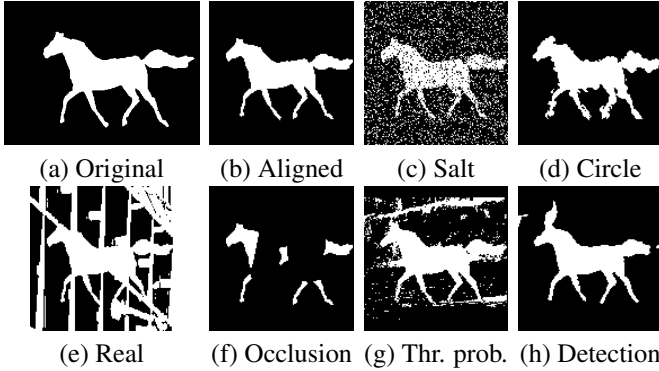 (a) Original (b) Aligned (c) Salt (d) Circle
(e) Real (f) Occlusion (g) Thr. prob. (h) Detection